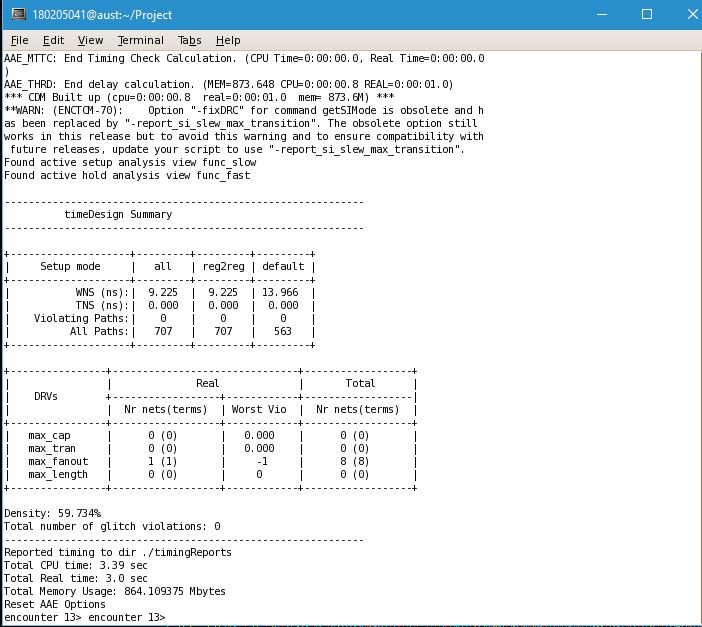 180205041@aust:~/Project
File Edit View Terminal Tabs Help
AAE_MTTC: End Timing Check Calculation. (CPU Time=0:00:00.0, Real Time=0:00:00.0
)
AAE_THRD: End delay calculation. (MEM=873.648 CPU=0:00:00.8 REAL=0:00:01.0)
*** CDM Built up (cpu=0:00:00.8  real=0:00:01.0  mem= 873.6M) ***
**WARN: (ENCTCM-70):    Option "-fixDRC" for command getSIMode is obsolete and h
as been replaced by "-report_si_slew_max_transition". The obsolete option still
works in this release but to avoid this warning and to ensure compatibility with
 future releases, update your script to use "-report_si_slew_max_transition".
Found active setup analysis view func_slow
Found active hold analysis view func_fast
------------------------------------------------------------
          timeDesign Summary
------------------------------------------------------------
+--------------------+---------+---------+---------+
|     Setup mode     |   all   | reg2reg | default |
+--------------------+---------+---------+---------+
|           WNS (ns):|  9.225  |  9.225  | 13.966  |
|           TNS (ns):|  0.000  |  0.000  |  0.000  |
|    Violating Paths:|    0    |    0    |    0    |
|          All Paths:|   707   |   707   |   563   |
+--------------------+---------+---------+---------+
+----------------+-------------------------------+------------------+
|                |              Real             |       Total      |
|    DRVs        +------------------+------------+------------------|
|                |  Nr nets(terms)  | Worst Vio  |  Nr nets(terms)  |
+----------------+------------------+------------+------------------+
|   max_cap      |      0 (0)       |   0.000    |      0 (0)       |
|   max_tran     |      0 (0)       |   0.000    |      0 (0)       |
|   max_fanout   |      1 (1)       |     -1     |      8 (8)       |
|   max_length   |      0 (0)       |     0      |      0 (0)       |
+----------------+------------------+------------+------------------+
Density: 59.734%
Total number of glitch violations: 0
------------------------------------------------------------
Reported timing to dir ./timingReports
Total CPU time: 3.39 sec
Total Real time: 3.0 sec
Total Memory Usage: 864.109375 Mbytes
Reset AAE Options
encounter 13> encounter 13>